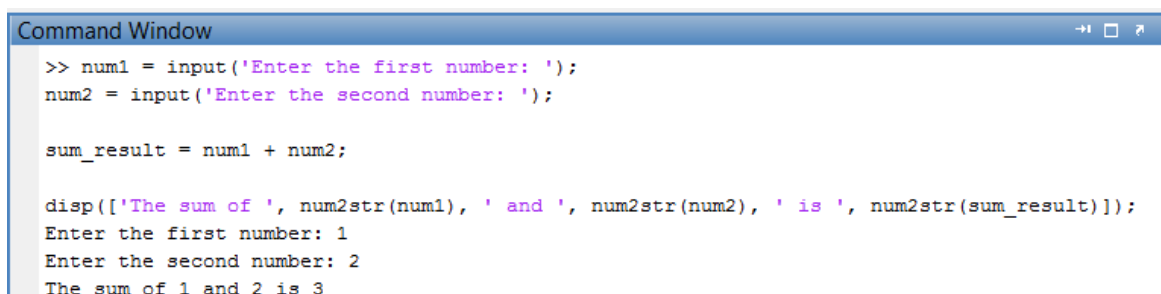 Command Window
>> num1 = input('Enter the first number: ');
num2 = input('Enter the second number: ');
sum_result = num1 + num2;
disp(['The sum of ', num2str(num1), ' and ', num2str(num2), ' is ', num2str(sum_result)]);
Enter the first number: 1
Enter the second number: 2
The sum of 1 and 2 is 3